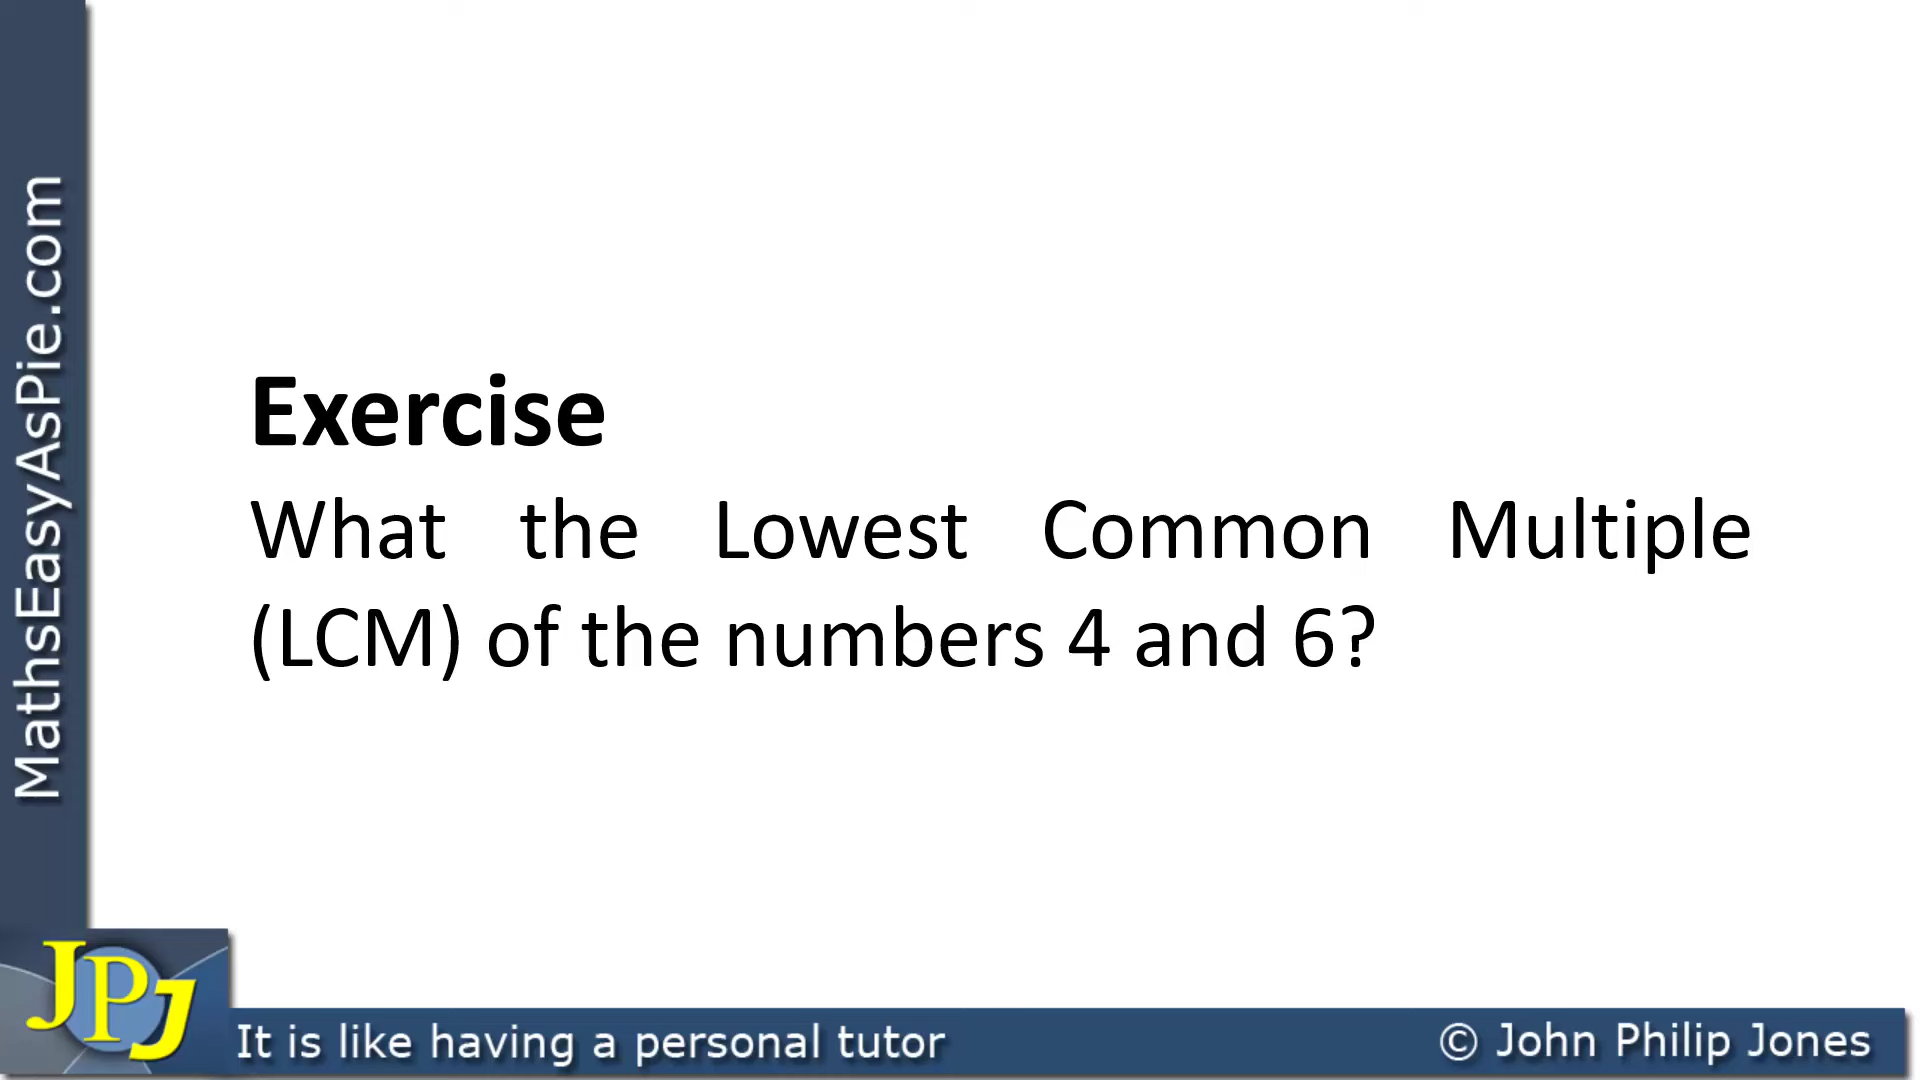 MathsEasyAsPie.com
Exercise
What the Lowest Common Multiple
(LCM) of the numbers 4 and 6?
JPJ
It is like having a personal tutor
© John Philip Jones